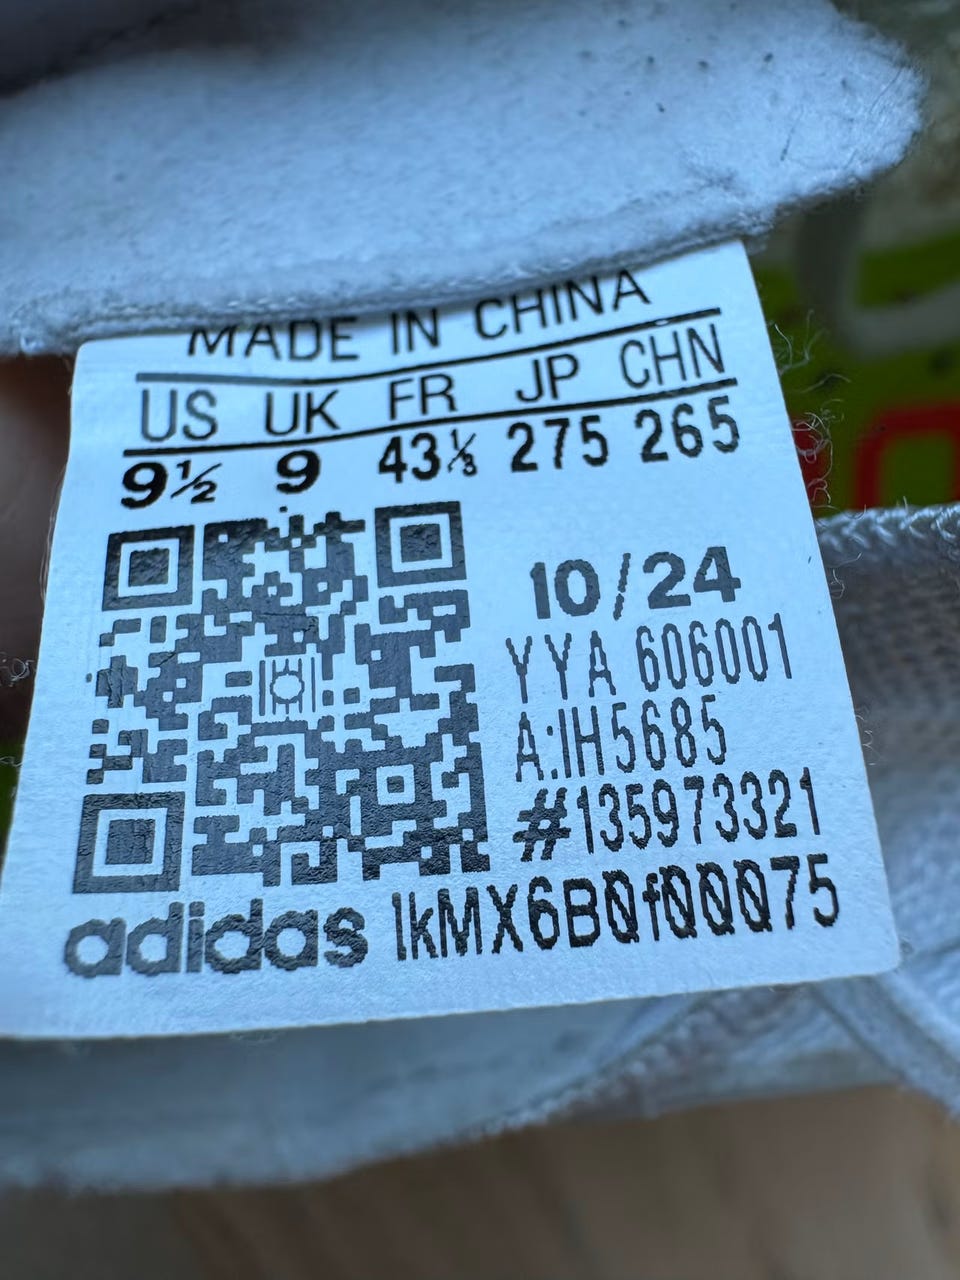 MADE IN CHINA
US UK FR JP CHN
9½ 9 43⅓ 275 265
10/24
YYA 606001
A:IH5685
#135973321
adidas lkMX6B0f00075